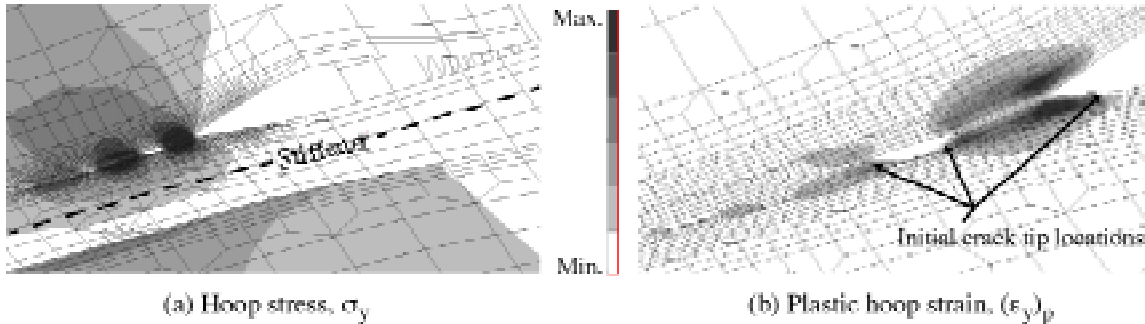 Max.
Stiffener
Initial crack tip locations
Min.
(a) Hoop stress, σy
(b) Plastic hoop strain, (εy)p